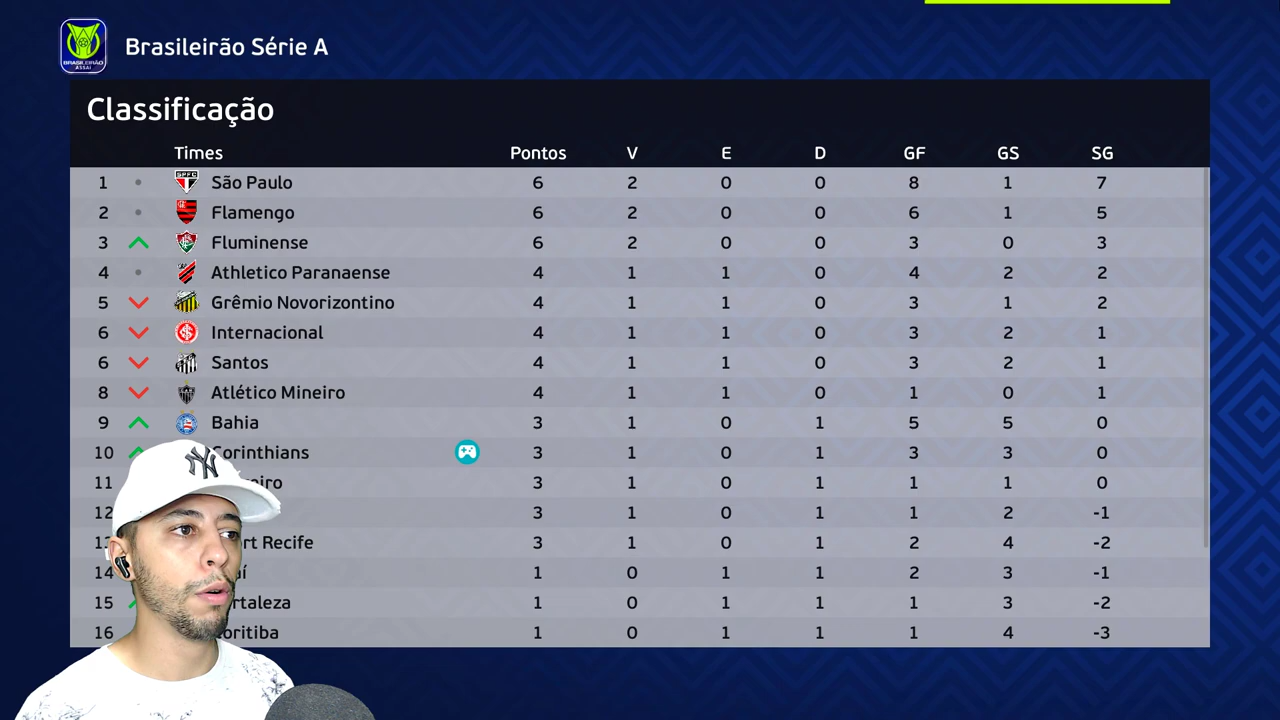 BRASILEIRÃO
ASSAÍ
Brasileirão Série A
Classificação
Times Pontos V E D GF GS SG
1 SPFC São Paulo 6 2 0 0 8 1 7
2 Flamengo 6 2 0 0 6 1 5
3 Fluminense 6 2 0 0 3 0 3
4 Athletico Paranaense 4 1 1 0 4 2 2
5 Grêmio Novorizontino 4 1 1 0 3 1 2
6 Internacional 4 1 1 0 3 2 1
6 Santos 4 1 1 0 3 2 1
8 Atlético Mineiro 4 1 1 0 1 0 1
9 Bahia 3 1 0 1 5 5 0
10 Corinthians 3 1 0 1 3 3 0
11 iro 3 1 0 1 1 1 0
12 3 1 0 1 1 2 -1
13 rt Recife 3 1 0 1 2 4 -2
14 í 1 0 1 1 2 3 -1
15 rtaleza 1 0 1 1 1 3 -2
16 oritiba 1 0 1 1 1 4 -3
NY